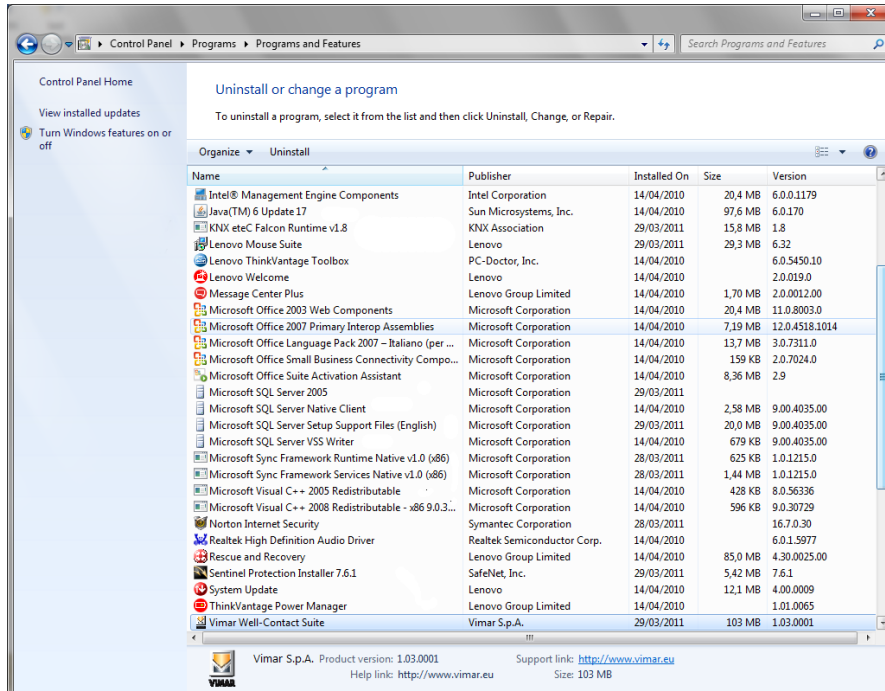 Control Panel ▸ Programs ▸ Programs and Features
Search Programs and Features
Control Panel Home
View installed updates
Turn Windows features on or
off
Uninstall or change a program
To uninstall a program, select it from the list and then click Uninstall, Change, or Repair.
Organize Uninstall
Name Publisher Installed On Size Version
Intel® Management Engine Components Intel Corporation 14/04/2010 20,4 MB 6.0.0.1179
Java(TM) 6 Update 17 Sun Microsystems, Inc. 14/04/2010 97,6 MB 6.0.170
KNX eteC Falcon Runtime v1.8 KNX Association 29/03/2011 15,8 MB 1.8
Lenovo Mouse Suite Lenovo 29/03/2011 29,3 MB 6.32
Lenovo ThinkVantage Toolbox PC-Doctor, Inc. 14/04/2010 6.0.5450.10
Lenovo Welcome Lenovo 14/04/2010 2.0.019.0
Message Center Plus Lenovo Group Limited 14/04/2010 1,70 MB 2.0.0012.00
Microsoft Office 2003 Web Components Microsoft Corporation 14/04/2010 20,4 MB 11.0.8003.0
Microsoft Office 2007 Primary Interop Assemblies Microsoft Corporation 14/04/2010 7,19 MB 12.0.4518.1014
Microsoft Office Language Pack 2007 – Italiano (per ... Microsoft Corporation 14/04/2010 13,7 MB 3.0.7311.0
Microsoft Office Small Business Connectivity Compo... Microsoft Corporation 14/04/2010 159 KB 2.0.7024.0
Microsoft Office Suite Activation Assistant Microsoft Corporation 14/04/2010 8,36 MB 2.9
Microsoft SQL Server 2005 Microsoft Corporation 29/03/2011
Microsoft SQL Server Native Client Microsoft Corporation 14/04/2010 2,58 MB 9.00.4035.00
Microsoft SQL Server Setup Support Files (English) Microsoft Corporation 29/03/2011 20,0 MB 9.00.4035.00
Microsoft SQL Server VSS Writer Microsoft Corporation 14/04/2010 679 KB 9.00.4035.00
Microsoft Sync Framework Runtime Native v1.0 (x86) Microsoft Corporation 28/03/2011 625 KB 1.0.1215.0
Microsoft Sync Framework Services Native v1.0 (x86) Microsoft Corporation 28/03/2011 1,44 MB 1.0.1215.0
Microsoft Visual C++ 2005 Redistributable Microsoft Corporation 14/04/2010 428 KB 8.0.56336
Microsoft Visual C++ 2008 Redistributable - x86 9.0.3... Microsoft Corporation 14/04/2010 596 KB 9.0.30729
Norton Internet Security Symantec Corporation 28/03/2011 16.7.0.30
Realtek High Definition Audio Driver Realtek Semiconductor Corp. 14/04/2010 6.0.1.5977
Rescue and Recovery Lenovo Group Limited 14/04/2010 85,0 MB 4.30.0025.00
Sentinel Protection Installer 7.6.1 SafeNet, Inc. 29/03/2011 5,42 MB 7.6.1
System Update Lenovo 14/04/2010 12,1 MB 4.00.0009
ThinkVantage Power Manager Lenovo Group Limited 14/04/2010 1.01.0065
Vimar Well-Contact Suite Vimar S.p.A. 29/03/2011 103 MB 1.03.0001
Vimar S.p.A. Product version: 1.03.0001 Support link: http://www.vimar.eu
Help link: http://www.vimar.eu Size: 103 MB
VIMAR